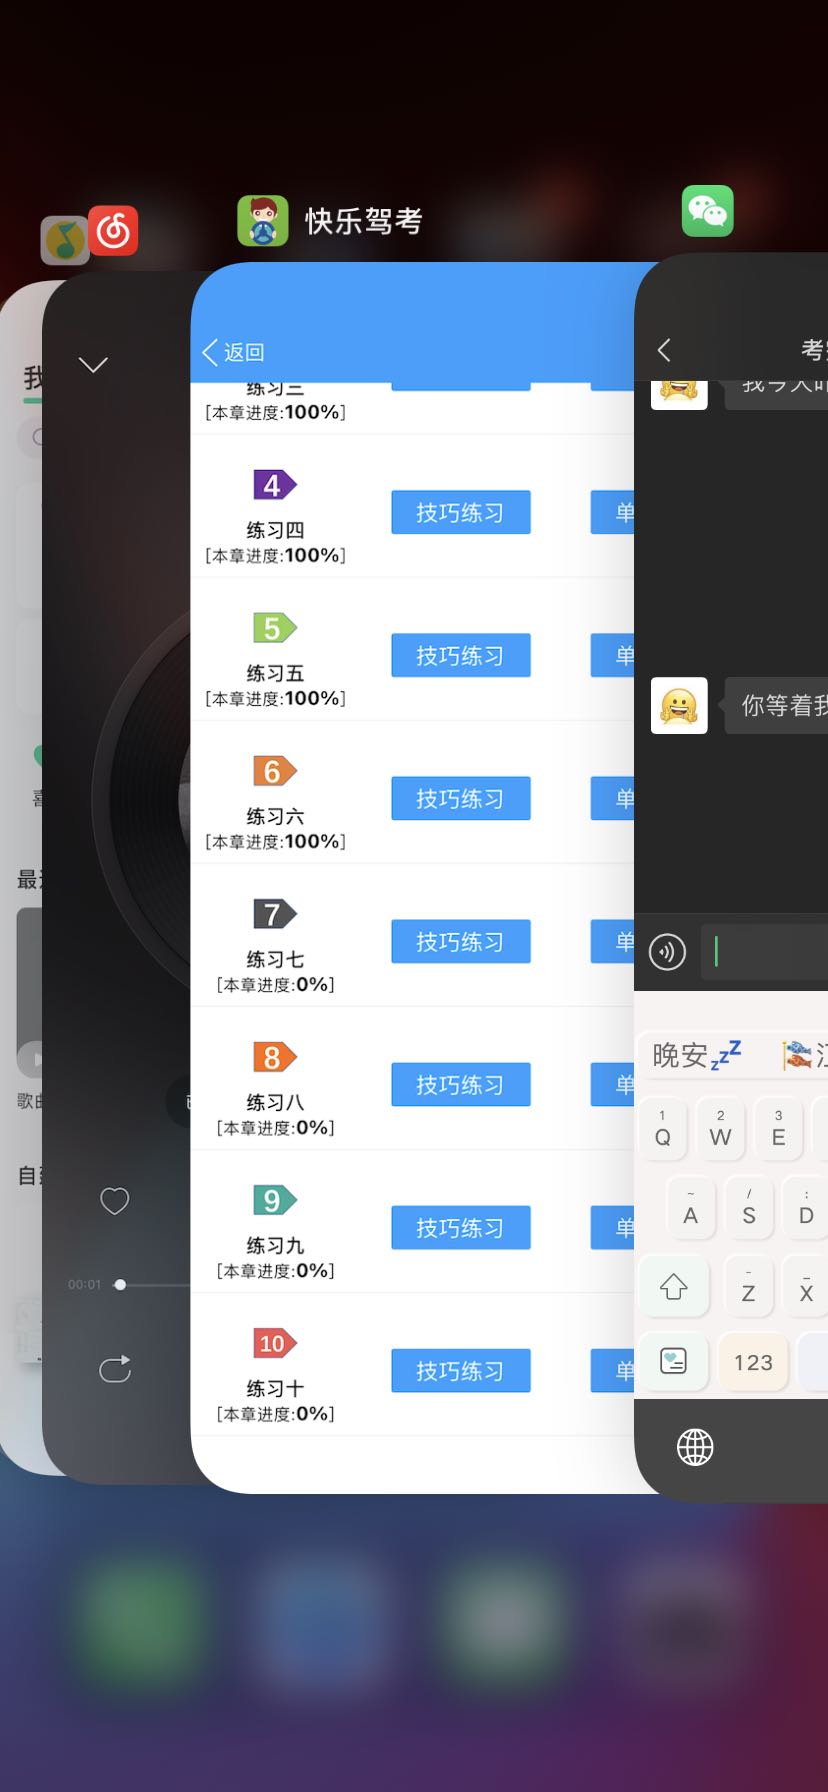 快乐驾考
返回
练习三
[本章进度:100%]
4
练习四
[本章进度:100%]
技巧练习
单
5
练习五
[本章进度:100%]
技巧练习
单
6
练习六
[本章进度:100%]
技巧练习
单
7
练习七
[本章进度:0%]
技巧练习
单
8
练习八
[本章进度:0%]
技巧练习
单
9
练习九
[本章进度:0%]
技巧练习
单
10
练习十
[本章进度:0%]
技巧练习
单
我
最
歌曲
自
00:01
考
我今天
你等着我
晚安
1
Q
2
W
3
E
~
A
/
S
:
D
-
Z
_
X
123